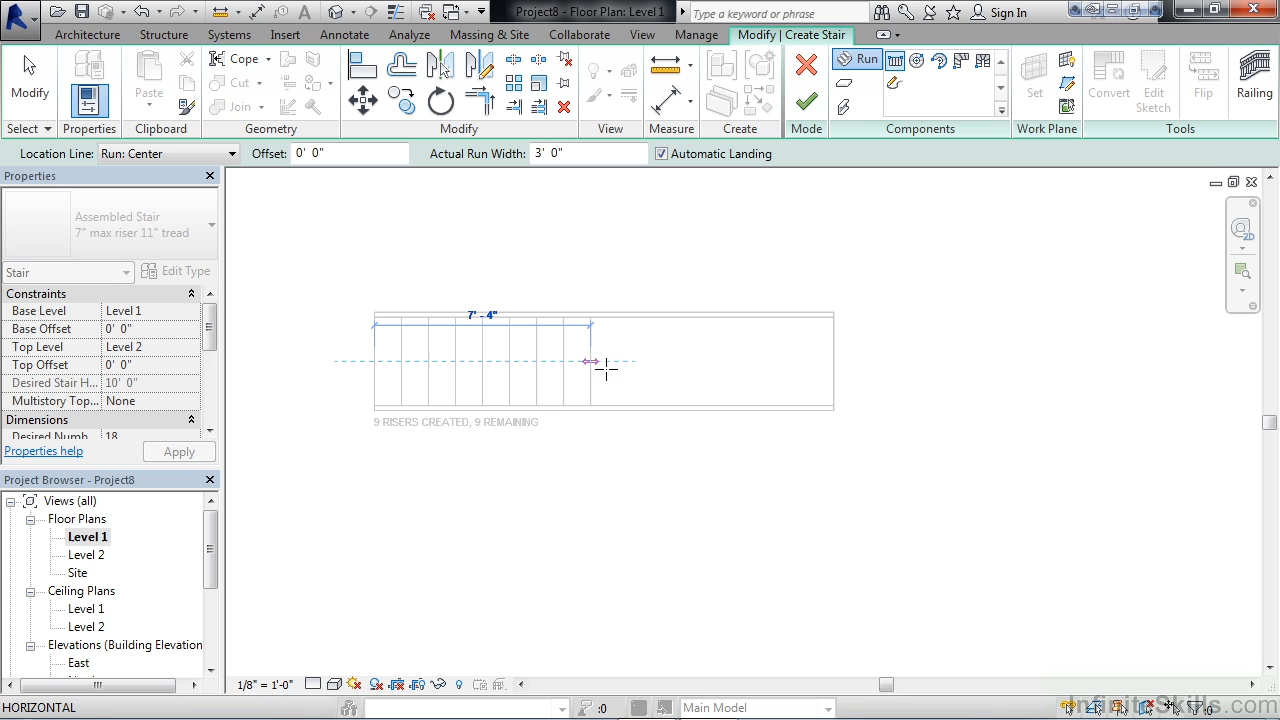 Project8 - Floor Plan: Level 1
Type a keyword or phrase
Sign In
Architecture
Structure
Systems
Insert
Annotate
Analyze
Massing & Site
Collaborate
View
Manage
Modify | Create Stair
Modify
Paste
Cope
Cut
Join
Run
Set
Convert
Edit
Sketch
Flip
Railing
Select
Properties
Clipboard
Geometry
Modify
View
Measure
Create
Mode
Components
Work Plane
Tools
Location Line: Run: Center
Offset: 0' 0"
Actual Run Width: 3' 0"
Automatic Landing
Properties
Assembled Stair
7" max riser 11" tread
Stair
Edit Type
Constraints
Base Level Level 1
Base Offset 0' 0"
Top Level Level 2
Top Offset 0' 0"
Desired Stair H... 10' 0"
Multistory Top... None
Dimensions
Desired Numb 18
Properties help
Apply
Project Browser - Project8
Views (all)
Floor Plans
Level 1
Level 2
Site
Ceiling Plans
Level 1
Level 2
Elevations (Building Elevation
East
7' - 4"
9 RISERS CREATED, 9 REMAINING
2D
1/8" = 1'-0"
HORIZONTAL
:0
Main Model
:0
InfiniteSkills.com